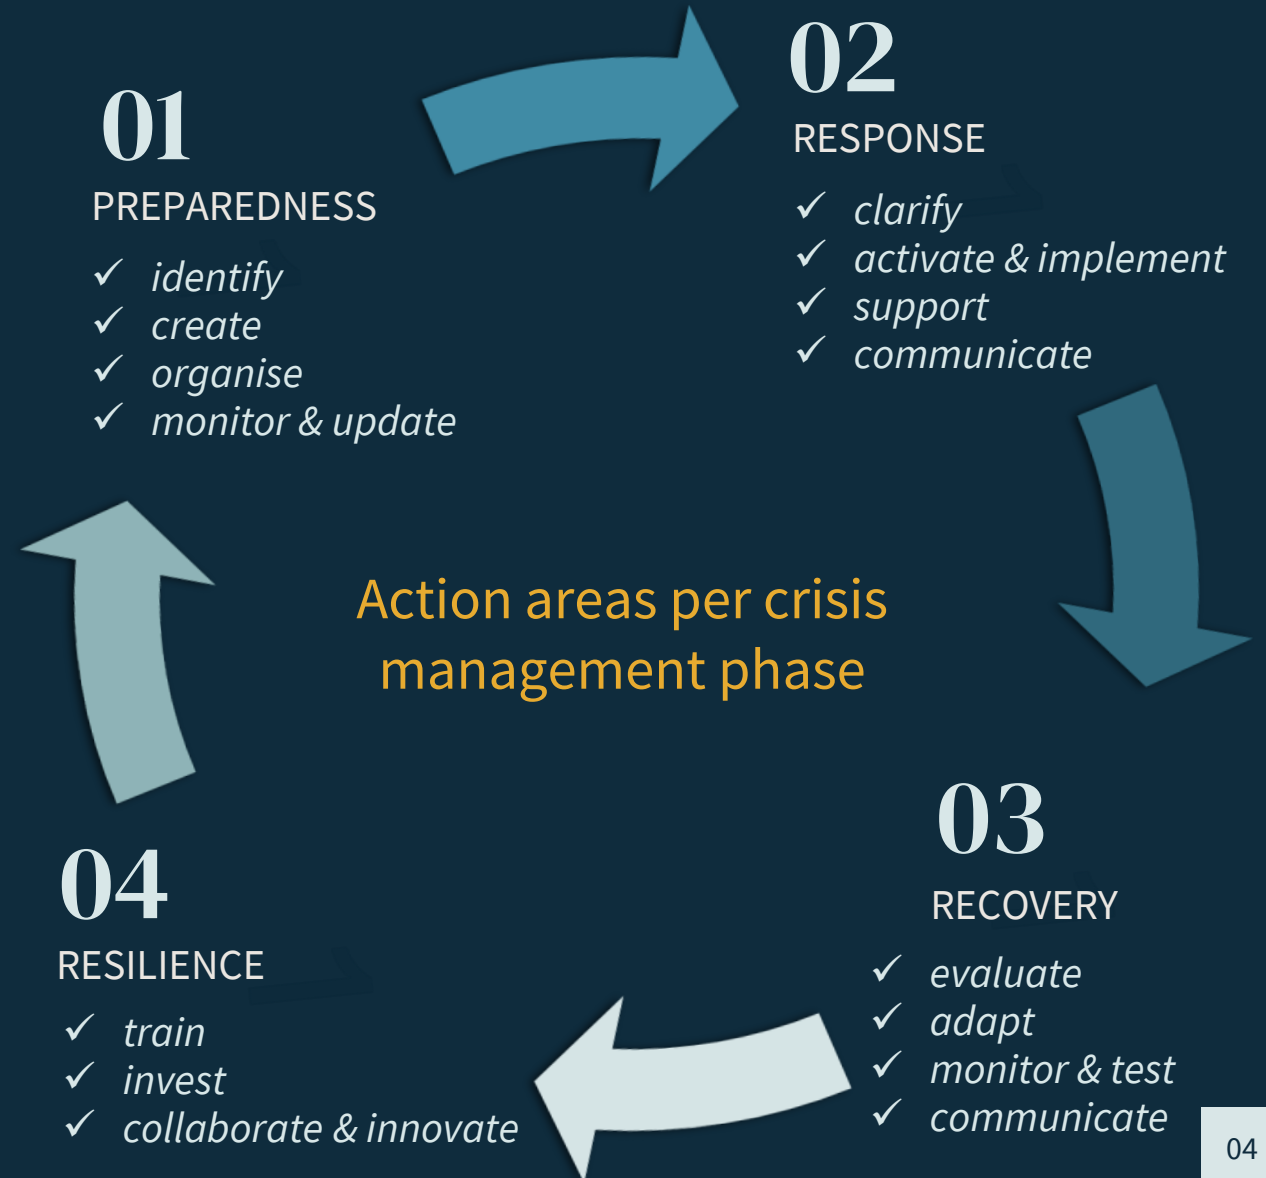 01
PREPAREDNESS
✓ identify
✓ create
✓ organise
✓ monitor & update
02
RESPONSE
✓ clarify
✓ activate & implement
✓ support
✓ communicate
Action areas per crisis
management phase
03
RECOVERY
✓ evaluate
✓ adapt
✓ monitor & test
✓ communicate
04
RESILIENCE
✓ train
✓ invest
✓ collaborate & innovate
04